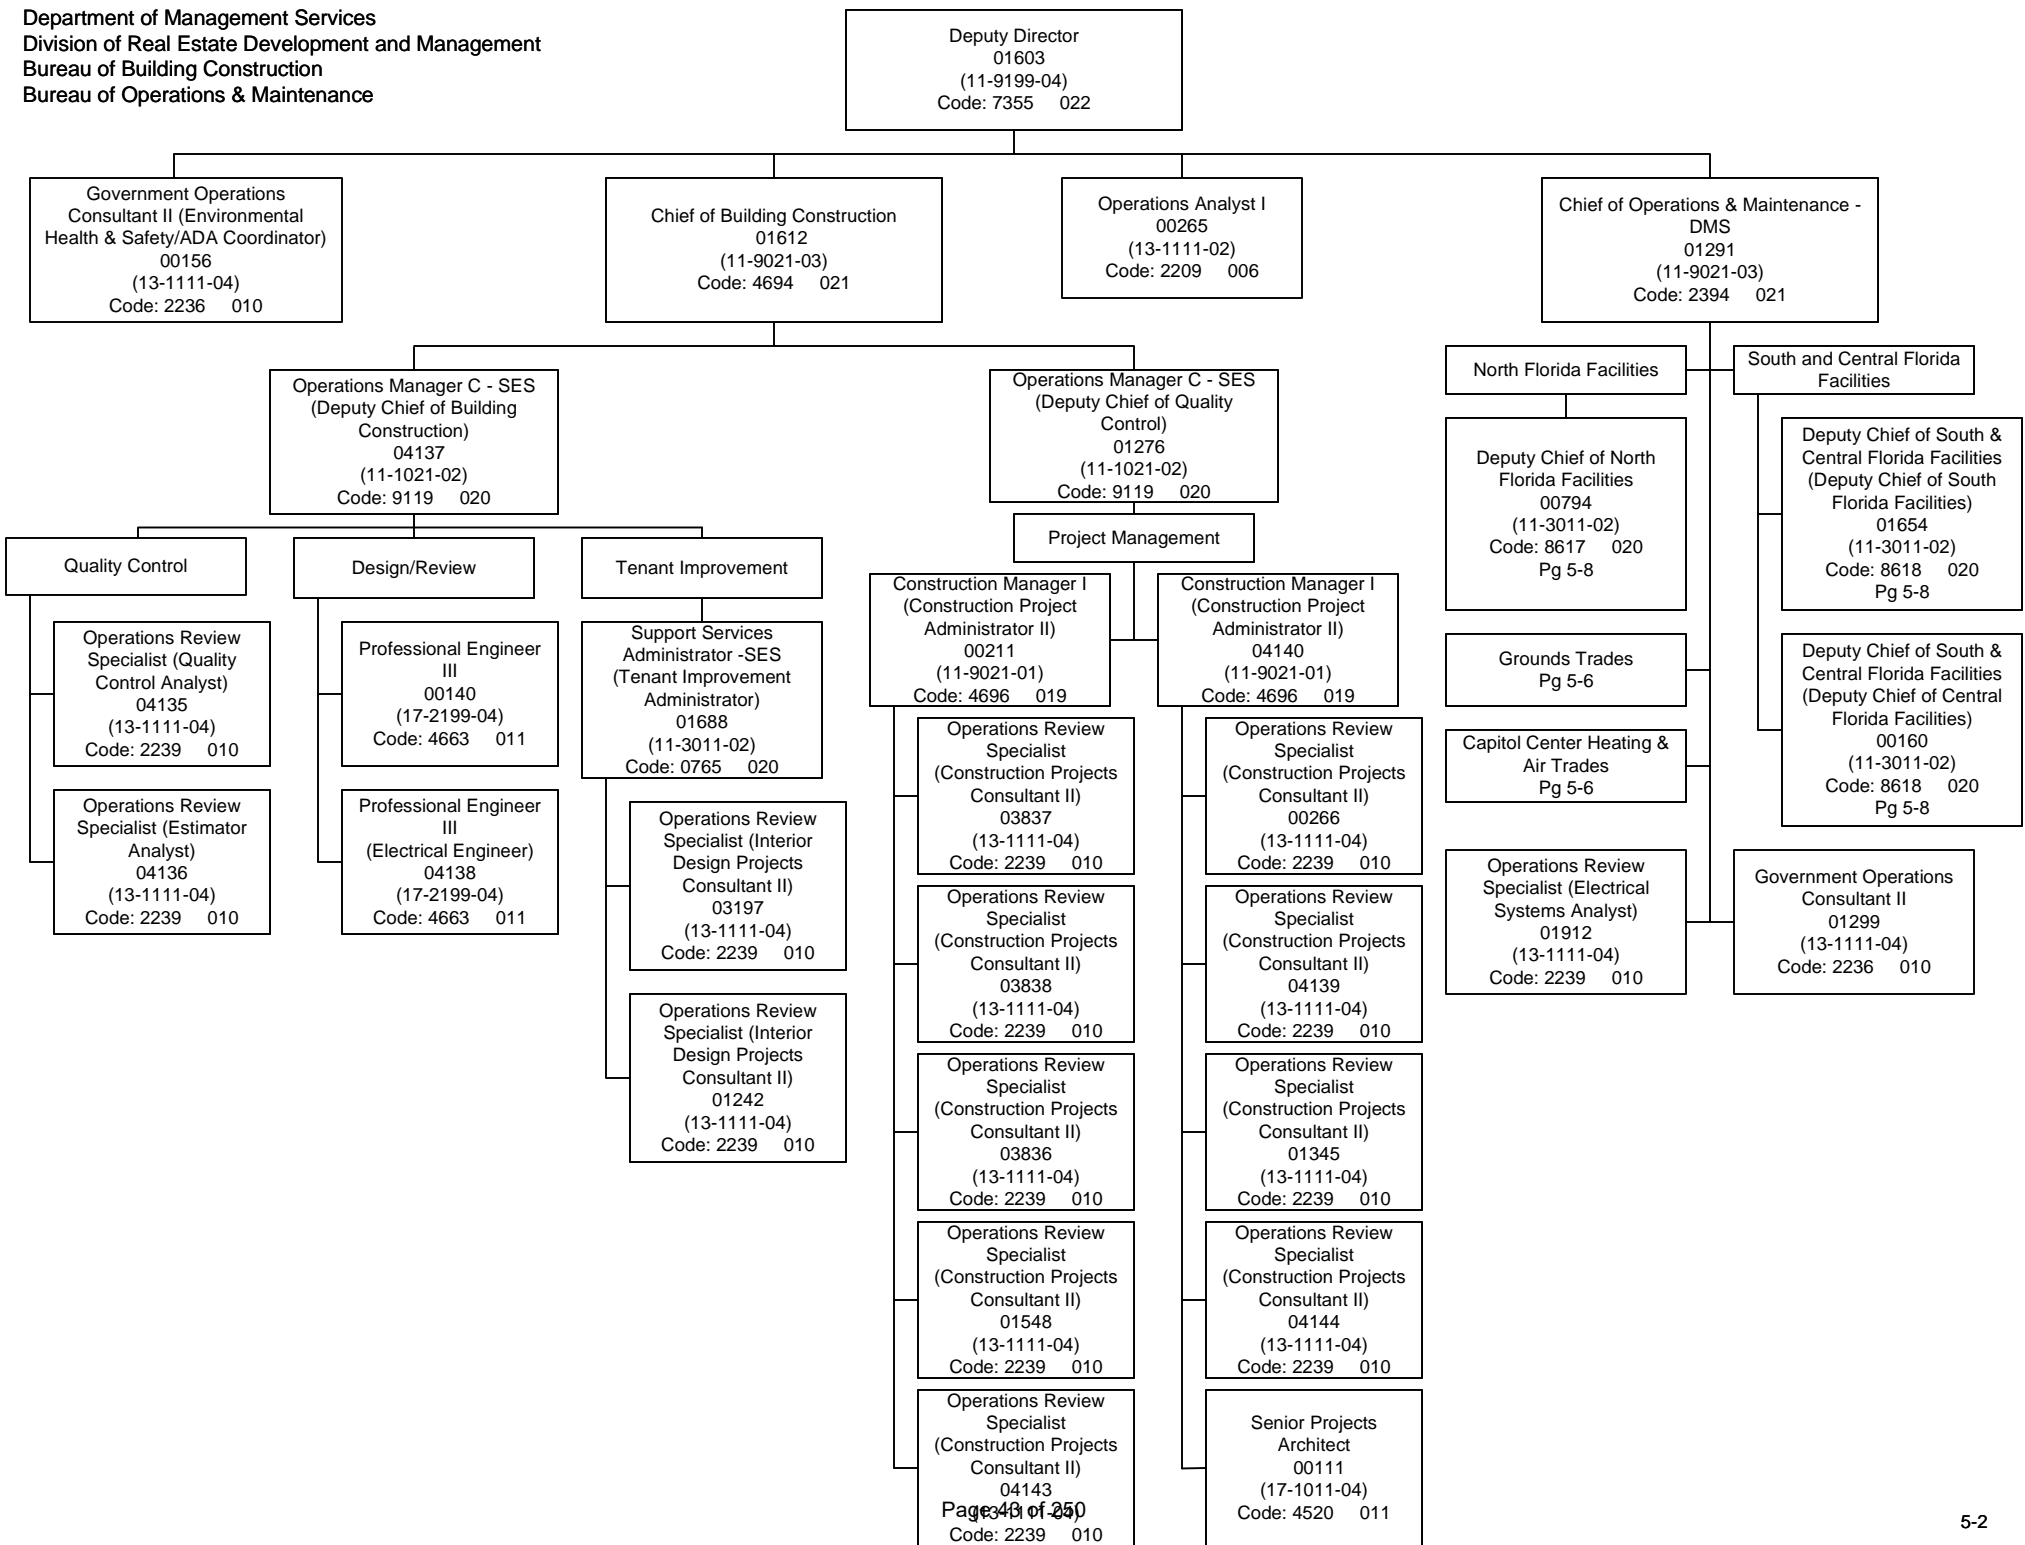 Department of Management Services
Division of Real Estate Development and Management
Bureau of Building Construction
Bureau of Operations & Maintenance
Deputy Director
01603
(11-9199-04)
Code: 7355 022
Government Operations
Consultant II (Environmental
Health & Safety/ADA Coordinator)
00156
(13-1111-04)
Code: 2236 010
Chief of Building Construction
01612
(11-9021-03)
Code: 4694 021
Operations Analyst I
00265
(13-1111-02)
Code: 2209 006
Chief of Operations & Maintenance -
DMS
01291
(11-9021-03)
Code: 2394 021
Operations Manager C - SES
(Deputy Chief of Building
Construction)
04137
(11-1021-02)
Code: 9119 020
Operations Manager C - SES
(Deputy Chief of Quality
Control)
01276
(11-1021-02)
Code: 9119 020
North Florida Facilities
South and Central Florida
Facilities
Quality Control
Design/Review
Tenant Improvement
Project Management
Operations Review
Specialist (Quality
Control Analyst)
04135
(13-1111-04)
Code: 2239 010
Operations Review
Specialist (Estimator
Analyst)
04136
(13-1111-04)
Code: 2239 010
Professional Engineer
III
00140
(17-2199-04)
Code: 4663 011
Professional Engineer
III
(Electrical Engineer)
04138
(17-2199-04)
Code: 4663 011
Support Services
Administrator -SES
(Tenant Improvement
Administrator)
01688
(11-3011-02)
Code: 0765 020
Operations Review
Specialist (Interior
Design Projects
Consultant II)
03197
(13-1111-04)
Code: 2239 010
Operations Review
Specialist (Interior
Design Projects
Consultant II)
01242
(13-1111-04)
Code: 2239 010
Construction Manager I
(Construction Project
Administrator II)
00211
(11-9021-01)
Code: 4696 019
Operations Review
Specialist
(Construction Projects
Consultant II)
03837
(13-1111-04)
Code: 2239 010
Operations Review
Specialist
(Construction Projects
Consultant II)
03838
(13-1111-04)
Code: 2239 010
Operations Review
Specialist
(Construction Projects
Consultant II)
03836
(13-1111-04)
Code: 2239 010
Operations Review
Specialist
(Construction Projects
Consultant II)
01548
(13-1111-04)
Code: 2239 010
Operations Review
Specialist
(Construction Projects
Consultant II)
04143
(13-1111-04)
Code: 2239 010
Construction Manager I
(Construction Project
Administrator II)
04140
(11-9021-01)
Code: 4696 019
Operations Review
Specialist
(Construction Projects
Consultant II)
00266
(13-1111-04)
Code: 2239 010
Operations Review
Specialist
(Construction Projects
Consultant II)
04139
(13-1111-04)
Code: 2239 010
Operations Review
Specialist
(Construction Projects
Consultant II)
01345
(13-1111-04)
Code: 2239 010
Operations Review
Specialist
(Construction Projects
Consultant II)
04144
(13-1111-04)
Code: 2239 010
Senior Projects
Architect
00111
(17-1011-04)
Code: 4520 011
Deputy Chief of North
Florida Facilities
00794
(11-3011-02)
Code: 8617 020
Pg 5-8
Grounds Trades
Pg 5-6
Capitol Center Heating &
Air Trades
Pg 5-6
Operations Review
Specialist (Electrical
Systems Analyst)
01912
(13-1111-04)
Code: 2239 010
Deputy Chief of South &
Central Florida Facilities
(Deputy Chief of South
Florida Facilities)
01654
(11-3011-02)
Code: 8618 020
Pg 5-8
Deputy Chief of South &
Central Florida Facilities
(Deputy Chief of Central
Florida Facilities)
00160
(11-3011-02)
Code: 8618 020
Pg 5-8
Government Operations
Consultant II
01299
(13-1111-04)
Code: 2236 010
Page 43 of 250
5-2